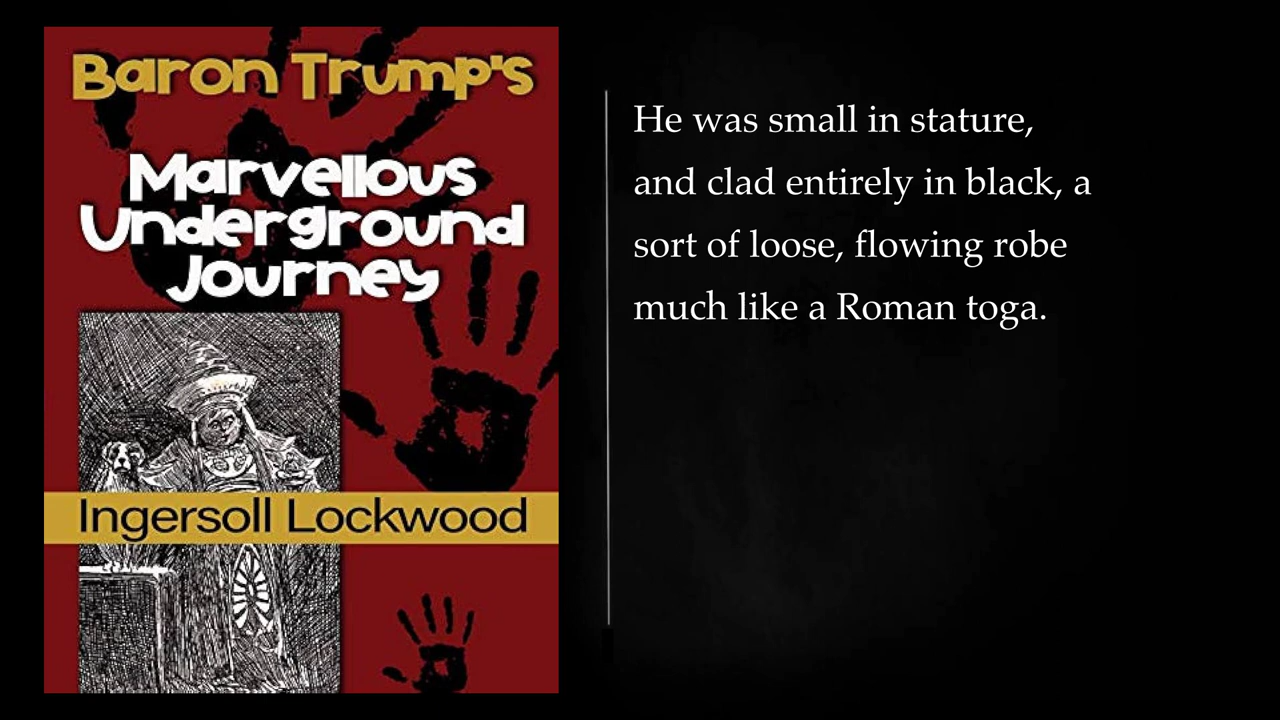 Baron Trump's
Marvellous
Underground
Journey
Ingersoll Lockwood
He was small in stature,
and clad entirely in black, a
sort of loose, flowing robe
much like a Roman toga.